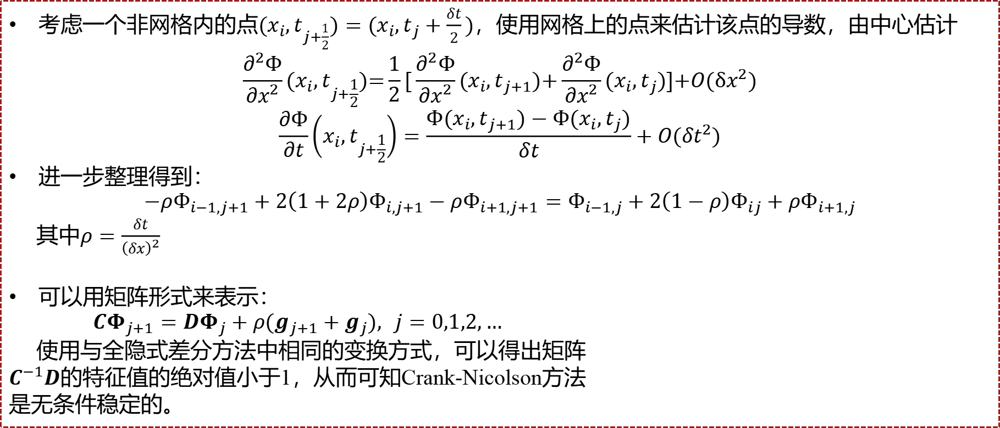 • 考虑一个非网格内的点$(x_i, t_{j+\frac{1}{2}}) = (x_i, t_j + \frac{\delta t}{2})$，使用网格上的点来估计该点的导数，由中心估计
$\frac{\partial^2 \Phi}{\partial x^2}(x_i, t_{j+\frac{1}{2}}) = \frac{1}{2}[\frac{\partial^2 \Phi}{\partial x^2}(x_i, t_{j+1}) + \frac{\partial^2 \Phi}{\partial x^2}(x_i, t_j)] + O(\delta x^2)$
$\frac{\partial \Phi}{\partial t}\left(x_i, t_{j+\frac{1}{2}}\right) = \frac{\Phi(x_i, t_{j+1}) - \Phi(x_i, t_j)}{\delta t} + O(\delta t^2)$
• 进一步整理得到：
$-\rho\Phi_{i-1,j+1} + 2(1 + 2\rho)\Phi_{i,j+1} - \rho\Phi_{i+1,j+1} = \Phi_{i-1,j} + 2(1 - \rho)\Phi_{ij} + \rho\Phi_{i+1,j}$
其中$\rho = \frac{\delta t}{(\delta x)^2}$
• 可以用矩阵形式来表示：
$\boldsymbol{C}\boldsymbol{\Phi}_{j+1} = \boldsymbol{D}\boldsymbol{\Phi}_j + \rho(\boldsymbol{g}_{j+1} + \boldsymbol{g}_j), \ j = 0,1,2,\ldots$
使用与全隐式差分方法中相同的变换方式，可以得出矩阵
$\boldsymbol{C}^{-1}\boldsymbol{D}$的特征值的绝对值小于1，从而可知Crank-Nicolson方法
是无条件稳定的。